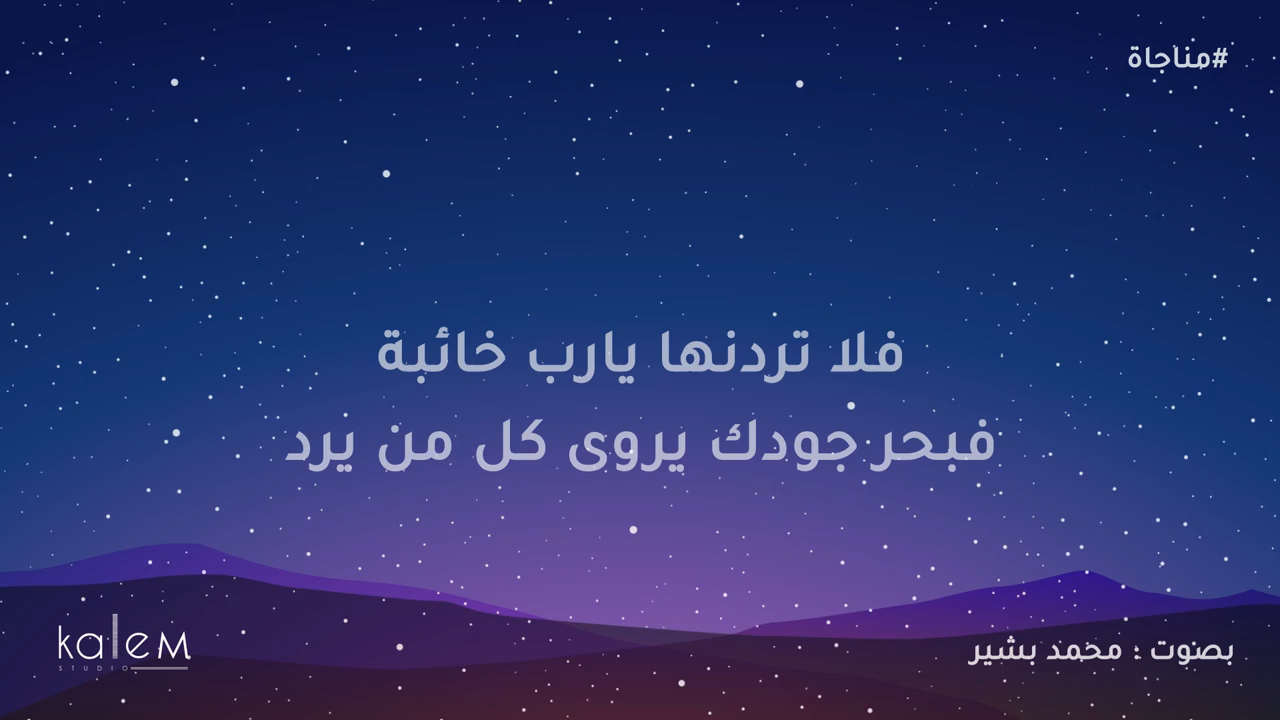 #مناجاة
فلا تردنها يارب خائبة
فبحر جودك يروى كل من يرد
بصوت : محمد بشير
kalem
STUDIO